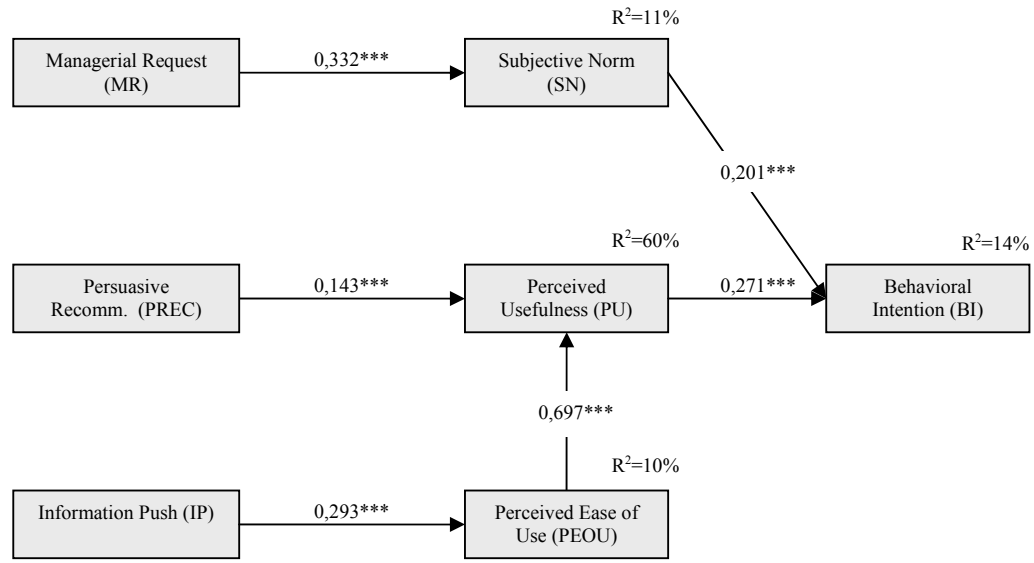 R²=11%
Managerial Request
(MR)
0,332***
Subjective Norm
(SN)
0,201***
R²=60%
R²=14%
Persuasive
Recomm.  (PREC)
0,143***
Perceived
Usefulness (PU)
0,271***
Behavioral
Intention (BI)
0,697***
R²=10%
Information Push (IP)
0,293***
Perceived Ease of
Use (PEOU)